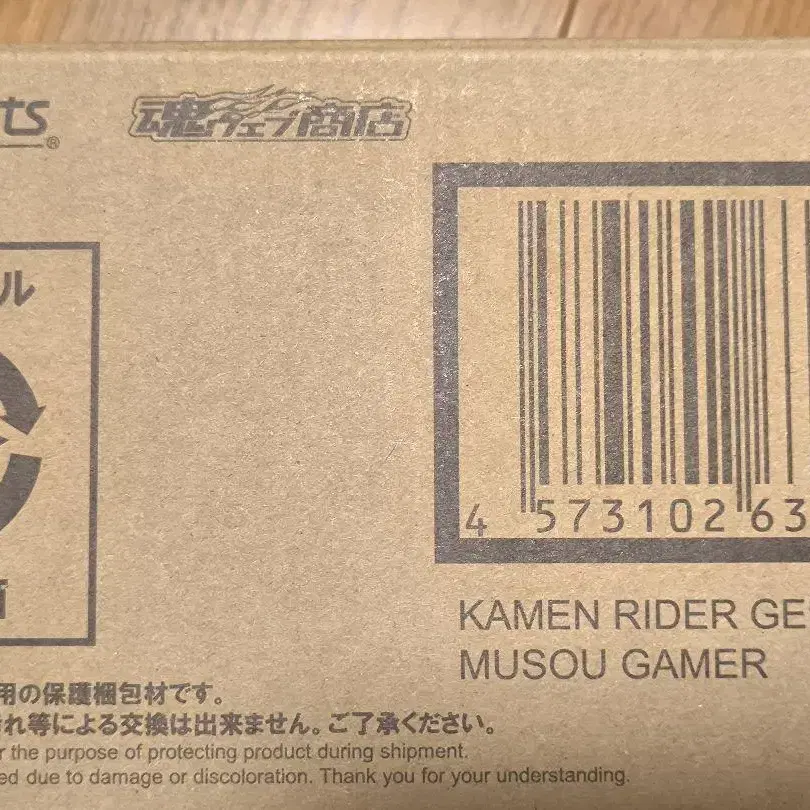 ts®
魂ウェブ商店
ル
4 573102 63
KAMEN RIDER GE
MUSOU GAMER
用の保護梱包材です。
れ等による交換は出来ません。ご了承ください。
r the purpose of protecting product during shipment.
ed due to damage or discoloration. Thank you for your understanding.